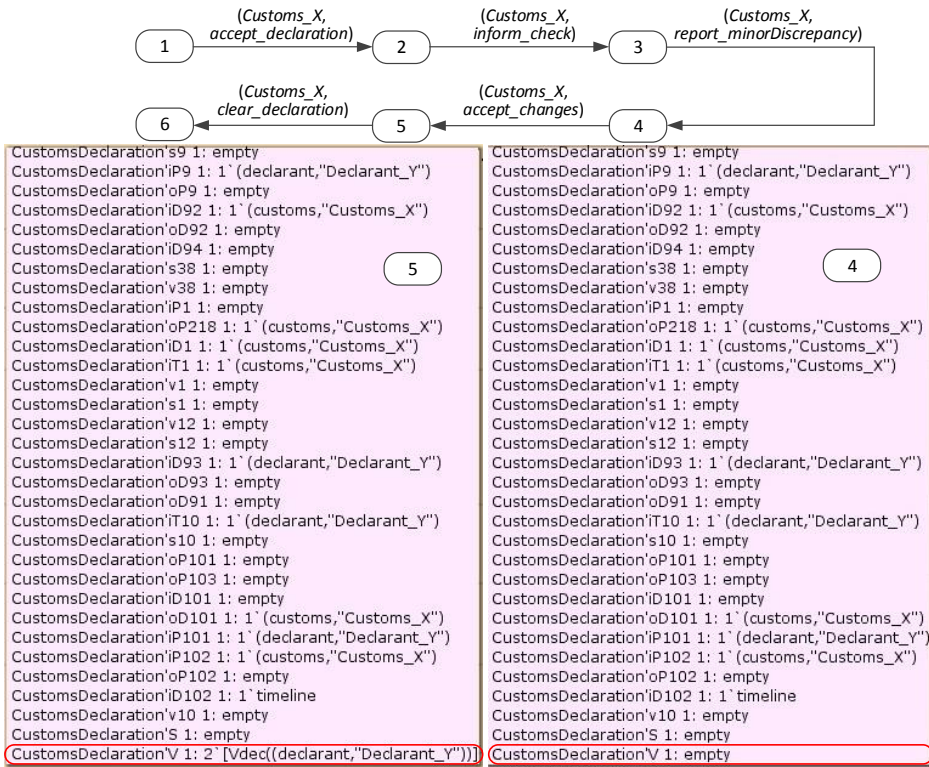 (Customs_X,
accept_declaration)
(Customs_X,
inform_check)
(Customs_X,
report_minorDiscrepancy)
1
2
3
(Customs_X,
clear_declaration)
(Customs_X,
accept_changes)
6
5
4
CustomsDeclaration's9 1: empty
CustomsDeclaration'iP9 1: 1`(declarant,"Declarant_Y")
CustomsDeclaration'oP9 1: empty
CustomsDeclaration'iD92 1: 1`(customs,"Customs_X")
CustomsDeclaration'oD92 1: empty
CustomsDeclaration'iD94 1: empty
CustomsDeclaration's38 1: empty
5
CustomsDeclaration'v38 1: empty
CustomsDeclaration'iP1 1: empty
CustomsDeclaration'oP218 1: 1`(customs,"Customs_X")
CustomsDeclaration'iD1 1: 1`(customs,"Customs_X")
CustomsDeclaration'iT1 1: 1`(customs,"Customs_X")
CustomsDeclaration'v1 1: empty
CustomsDeclaration's1 1: empty
CustomsDeclaration'v12 1: empty
CustomsDeclaration's12 1: empty
CustomsDeclaration'iD93 1: 1`(declarant,"Declarant_Y")
CustomsDeclaration'oD93 1: empty
CustomsDeclaration'oD91 1: empty
CustomsDeclaration'iT10 1: 1`(declarant,"Declarant_Y")
CustomsDeclaration's10 1: empty
CustomsDeclaration'oP101 1: empty
CustomsDeclaration'oP103 1: empty
CustomsDeclaration'iD101 1: empty
CustomsDeclaration'oD101 1: 1`(customs,"Customs_X")
CustomsDeclaration'iP101 1: 1`(declarant,"Declarant_Y")
CustomsDeclaration'iP102 1: 1`(customs,"Customs_X")
CustomsDeclaration'oP102 1: empty
CustomsDeclaration'iD102 1: 1`timeline
CustomsDeclaration'v10 1: empty
CustomsDeclaration'S 1: empty
CustomsDeclaration'V 1: 2`[Vdec((declarant,"Declarant_Y"))]
CustomsDeclaration's9 1: empty
CustomsDeclaration'iP9 1: 1`(declarant,"Declarant_Y")
CustomsDeclaration'oP9 1: empty
CustomsDeclaration'iD92 1: 1`(customs,"Customs_X")
CustomsDeclaration'oD92 1: empty
CustomsDeclaration'iD94 1: empty
4
CustomsDeclaration's38 1: empty
CustomsDeclaration'v38 1: empty
CustomsDeclaration'iP1 1: empty
CustomsDeclaration'oP218 1: 1`(customs,"Customs_X")
CustomsDeclaration'iD1 1: 1`(customs,"Customs_X")
CustomsDeclaration'iT1 1: 1`(customs,"Customs_X")
CustomsDeclaration'v1 1: empty
CustomsDeclaration's1 1: empty
CustomsDeclaration'v12 1: empty
CustomsDeclaration's12 1: empty
CustomsDeclaration'iD93 1: 1`(declarant,"Declarant_Y")
CustomsDeclaration'oD93 1: empty
CustomsDeclaration'oD91 1: empty
CustomsDeclaration'iT10 1: 1`(declarant,"Declarant_Y")
CustomsDeclaration's10 1: empty
CustomsDeclaration'oP101 1: empty
CustomsDeclaration'oP103 1: empty
CustomsDeclaration'iD101 1: empty
CustomsDeclaration'oD101 1: 1`(customs,"Customs_X")
CustomsDeclaration'iP101 1: 1`(declarant,"Declarant_Y")
CustomsDeclaration'iP102 1: 1`(customs,"Customs_X")
CustomsDeclaration'oP102 1: empty
CustomsDeclaration'iD102 1: 1`timeline
CustomsDeclaration'v10 1: empty
CustomsDeclaration'S 1: empty
CustomsDeclaration'V 1: empty